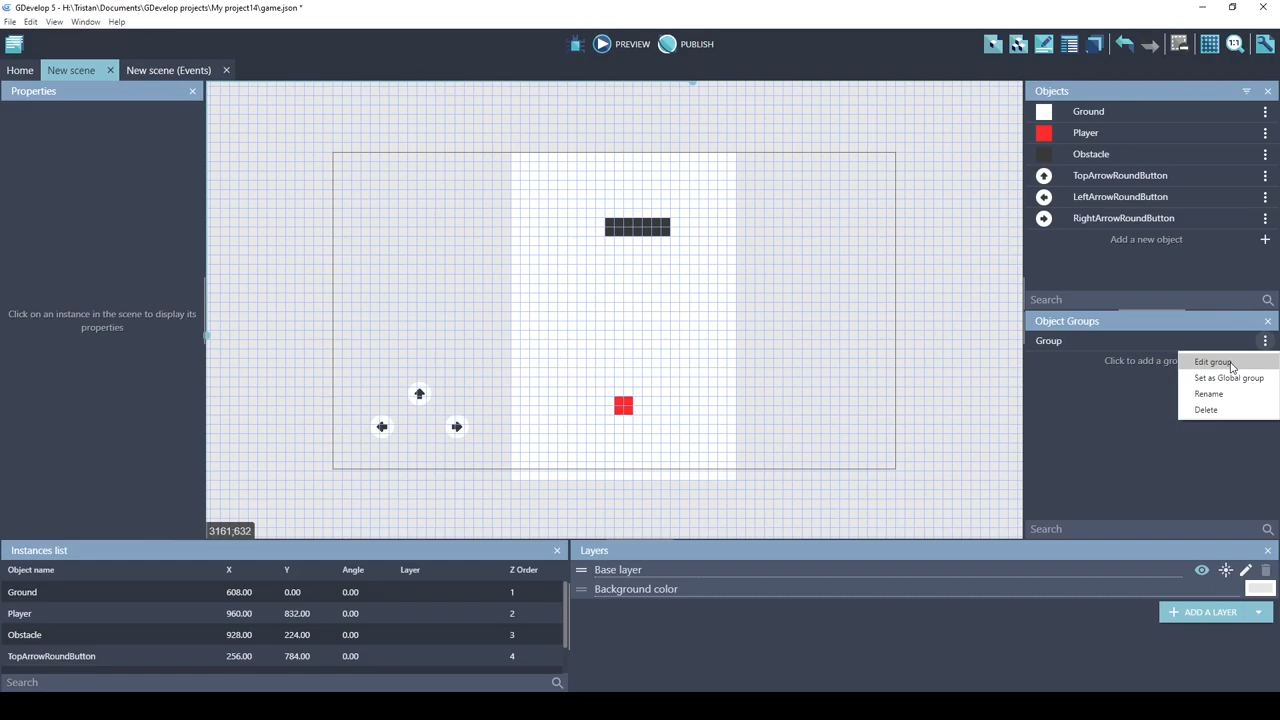 GDevelop 5 - H:\Tristan\Documents\GDevelop projects\My project14\game.json *
File Edit View Window Help
PREVIEW PUBLISH
Home New scene New scene (Events)
Properties
Click on an instance in the scene to display its
properties
3161;632
Objects
Ground
Player
Obstacle
TopArrowRoundButton
LeftArrowRoundButton
RightArrowRoundButton
Add a new object
Search
Object Groups
Group
Click to add a gro
Edit group
Set as Global group
Rename
Delete
Search
Instances list
Object name X Y Angle Layer Z Order
Ground 608.00 0.00 0.00 1
Player 960.00 832.00 0.00 2
Obstacle 928.00 224.00 0.00 3
TopArrowRoundButton 256.00 784.00 0.00 4
Search
Layers
Base layer
Background color
ADD A LAYER